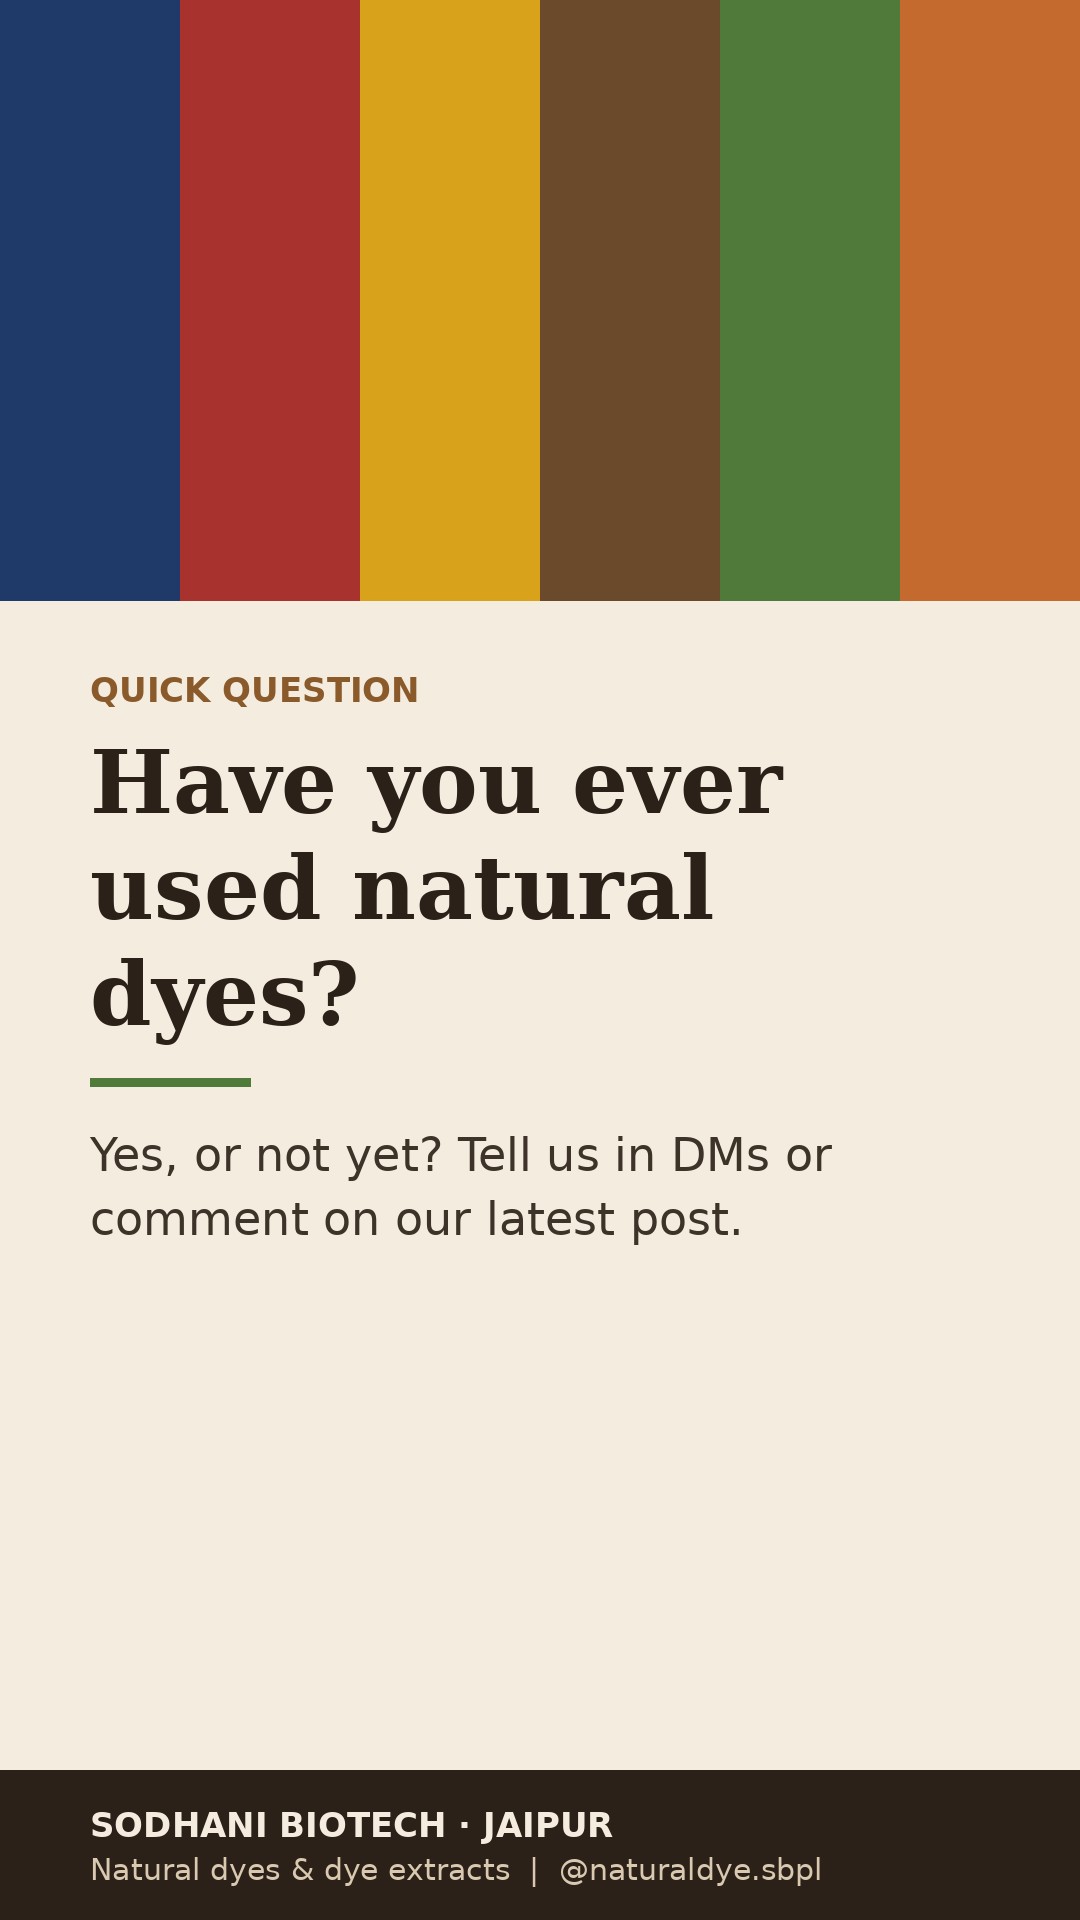 QUICK QUESTION
Have you ever
used natural
dyes?
Yes, or not yet? Tell us in DMs or
comment on our latest post.
SODHANI BIOTECH · JAIPUR
Natural dyes & dye extracts | @naturaldye.sbpl